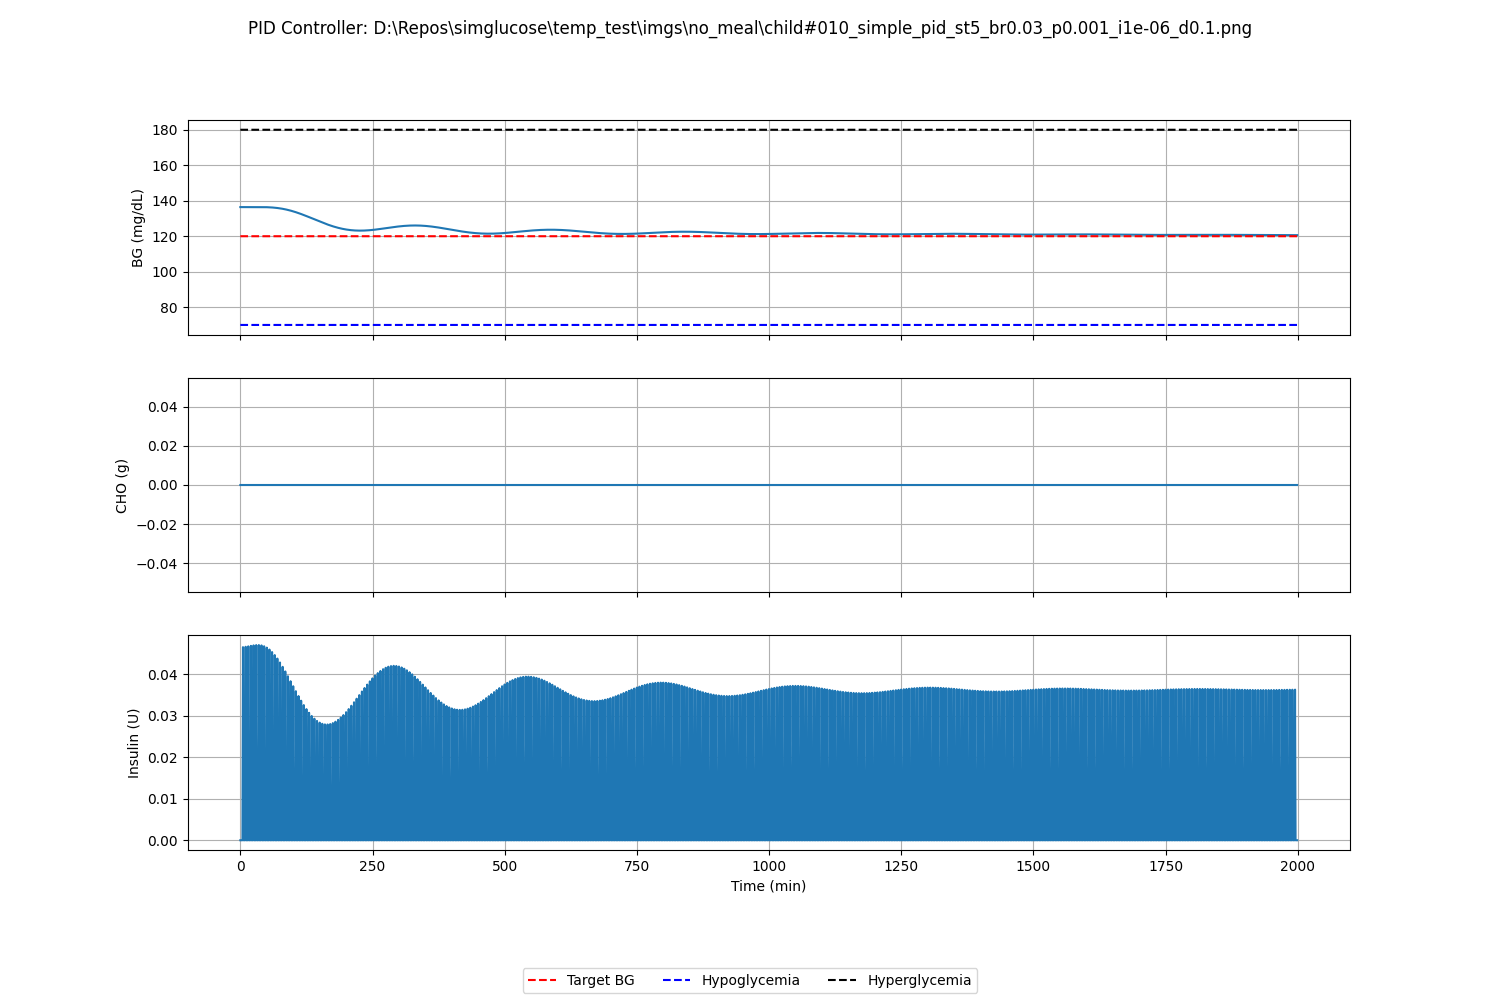 PID Controller: D:\Repos\simglucose\temp_test\imgs\no_meal\child#010_simple_pid_st5_br0.03_p0.001_i1e-06_d0.1.png
180
160
140
120
100
80
BG (mg/dL)
0.04
0.02
0.00
−0.02
−0.04
CHO (g)
0.04
0.03
0.02
0.01
0.00
Insulin (U)
0 250 500 750 1000 1250 1500 1750 2000
Time (min)
Target BG Hypoglycemia Hyperglycemia